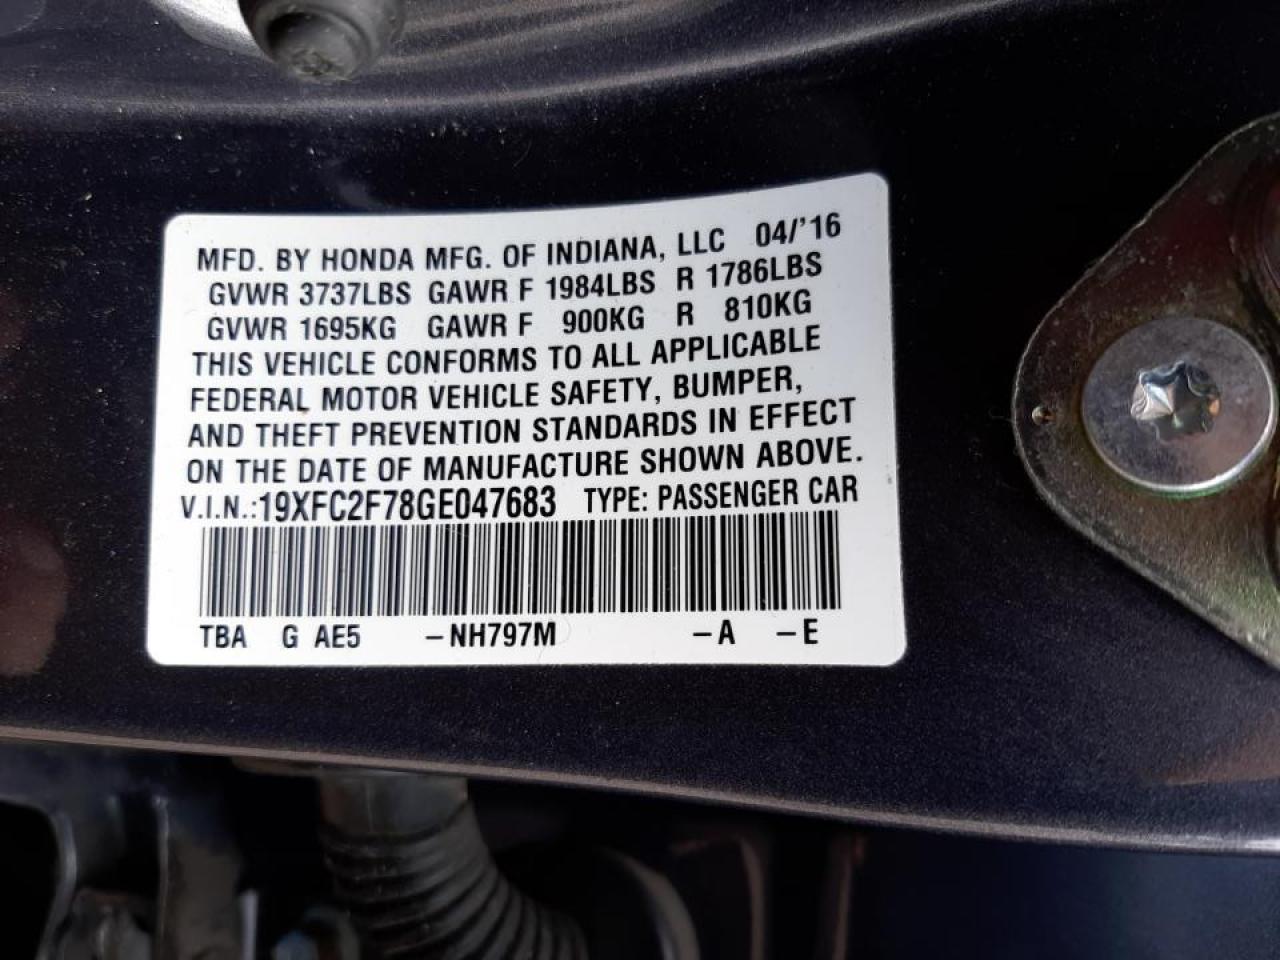 MFD. BY HONDA MFG. OF INDIANA, LLC 04/'16
GVWR 3737LBS GAWR F 1984LBS R 1786LBS
GVWR 1695KG GAWR F 900KG R 810KG
THIS VEHICLE CONFORMS TO ALL APPLICABLE
FEDERAL MOTOR VEHICLE SAFETY, BUMPER,
AND THEFT PREVENTION STANDARDS IN EFFECT
ON THE DATE OF MANUFACTURE SHOWN ABOVE.
V.I.N.:19XFC2F78GE047683 TYPE: PASSENGER CAR
TBA G AE5 -NH797M -A -E